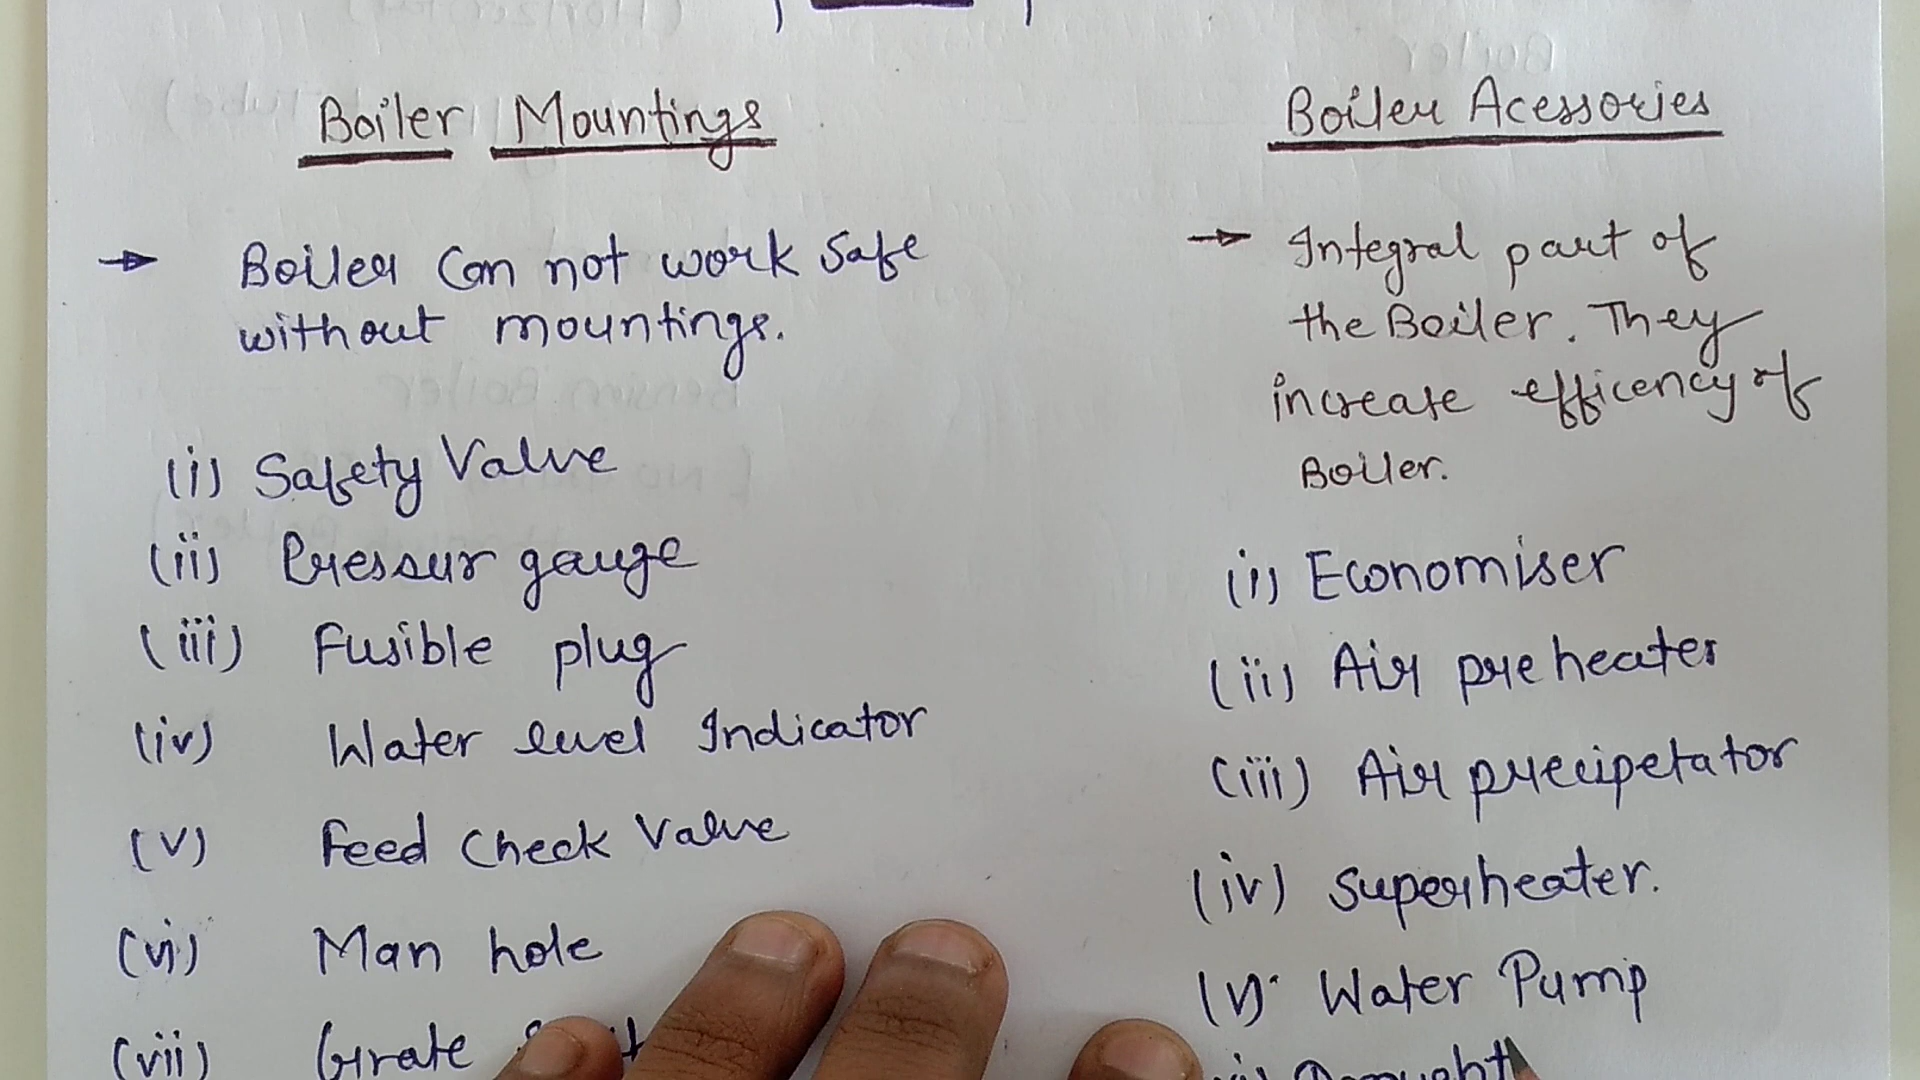 Boiler Mountings
→ Boiler Can not work Safe
without mountings.
(i) Safety Valve
(ii) Pressur gauge
(iii) Fusible plug
(iv) Water level Indicator
(v) Feed Check Valve
(vi) Man hole
(vii) Grate
Boiler Acessories
→ Integral part of
the Boiler. They
increase efficency of
Boiler.
(i) Economiser
(ii) Air pre heater
(iii) Air precipetator
(iv) Superheater.
(v). Water Pump